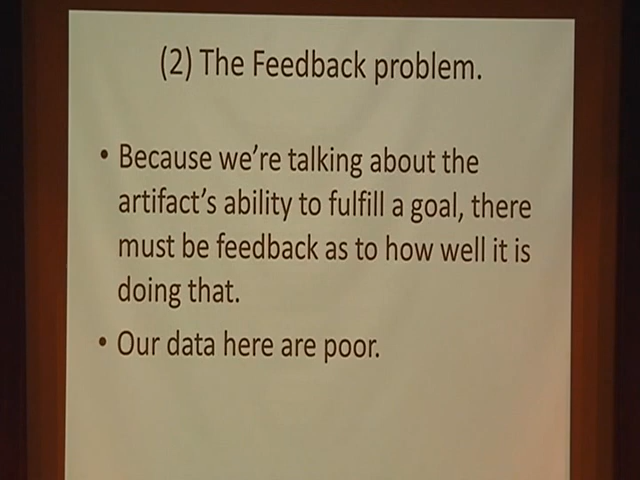 (2) The Feedback problem.
• Because we're talking about the
artifact's ability to fulfill a goal, there
must be feedback as to how well it is
doing that.
• Our data here are poor.